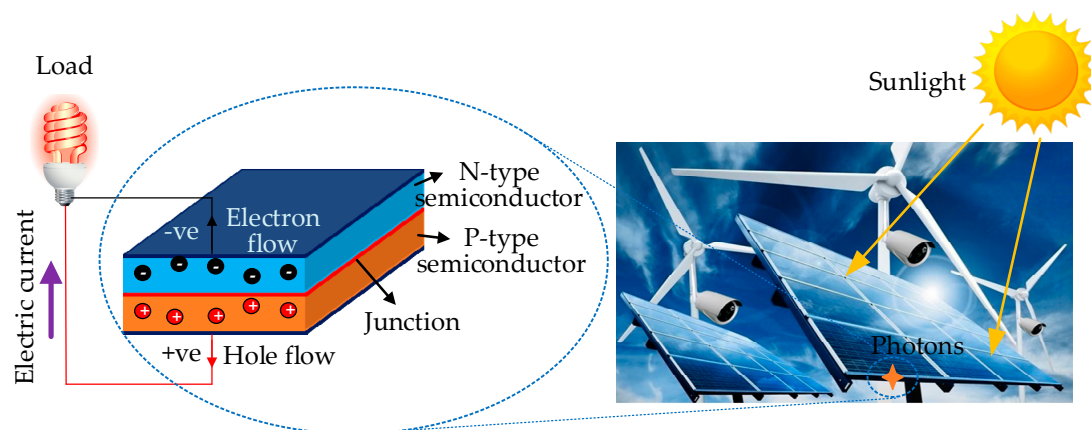 Load
Sunlight
N-type
semiconductor
-ve
Electron
flow
P-type
semiconductor
Electric current
Junction
+ve
Hole flow
Photons